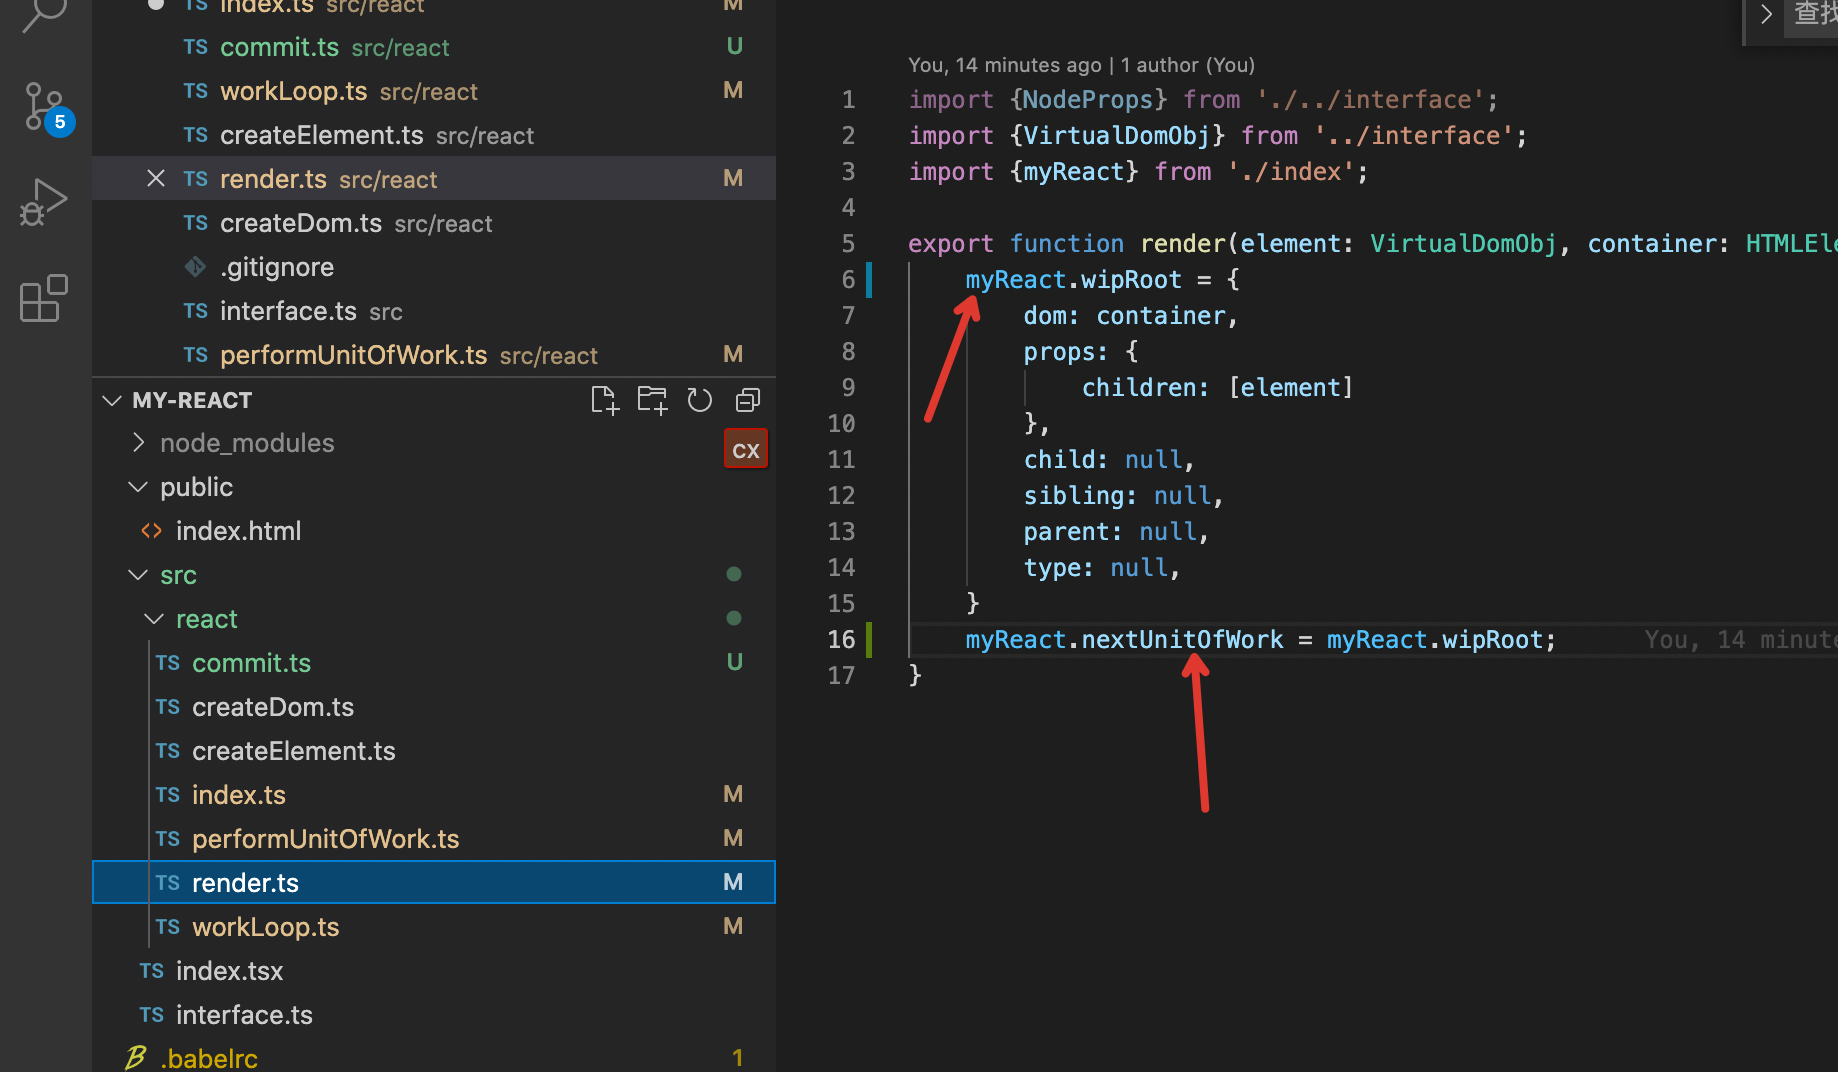 TS index.ts src/react M
TS commit.ts src/react U
TS workLoop.ts src/react M
TS createElement.ts src/react
TS render.ts src/react M
TS createDom.ts src/react
.gitignore
TS interface.ts src
TS performUnitOfWork.ts src/react M
5
MY-REACT
node_modules
cx
public
<> index.html
src
react
TS commit.ts U
TS createDom.ts
TS createElement.ts
TS index.ts M
TS performUnitOfWork.ts M
TS render.ts M
TS workLoop.ts M
TS index.tsx
TS interface.ts
.babelrc 1
查找
You, 14 minutes ago | 1 author (You)
1 import {NodeProps} from './../interface';
2 import {VirtualDomObj} from '../interface';
3 import {myReact} from './index';
4
5 export function render(element: VirtualDomObj, container: HTMLEle
6 myReact.wipRoot = {
7 dom: container,
8 props: {
9 children: [element]
10 },
11 child: null,
12 sibling: null,
13 parent: null,
14 type: null,
15 }
16 myReact.nextUnitOfWork = myReact.wipRoot; You, 14 minute
17 }